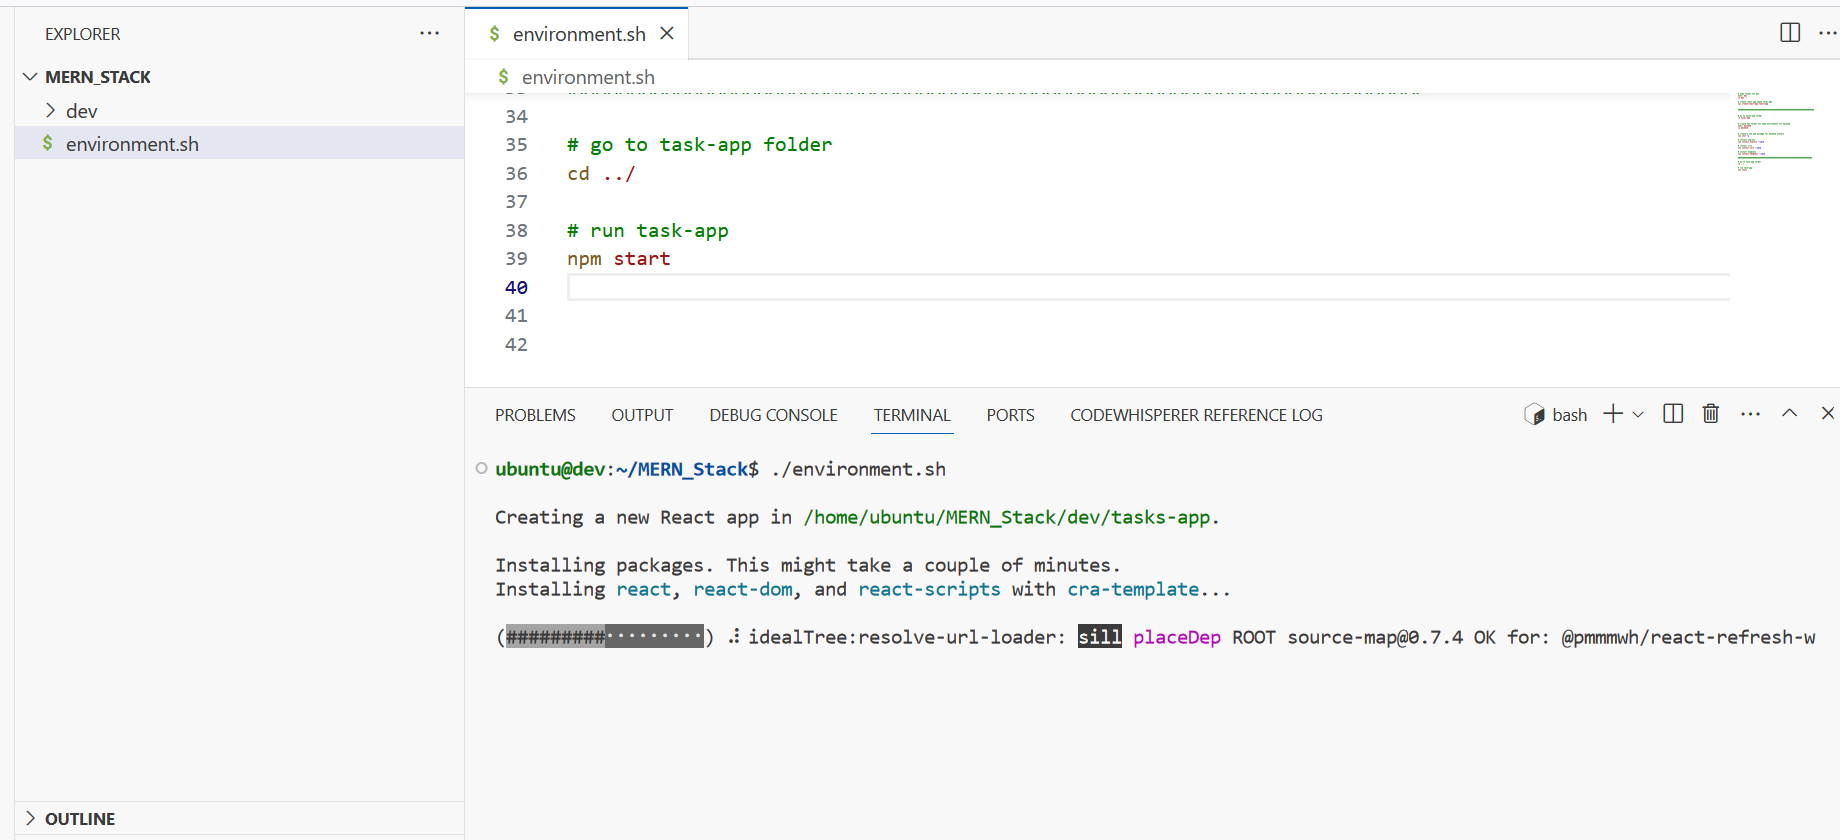 EXPLORER
MERN_STACK
dev
environment.sh
OUTLINE
$ environment.sh
$ environment.sh
34
35 # go to task-app folder
36 cd ../
37
38 # run task-app
39 npm start
40
41
42
PROBLEMS OUTPUT DEBUG CONSOLE TERMINAL PORTS CODEWHISPERER REFERENCE LOG
bash
ubuntu@dev:~/MERN_Stack$ ./environment.sh
Creating a new React app in /home/ubuntu/MERN_Stack/dev/tasks-app.
Installing packages. This might take a couple of minutes.
Installing react, react-dom, and react-scripts with cra-template...
(#########·········) ⠼ idealTree:resolve-url-loader: sill placeDep ROOT source-map@0.7.4 OK for: @pmmmwh/react-refresh-w